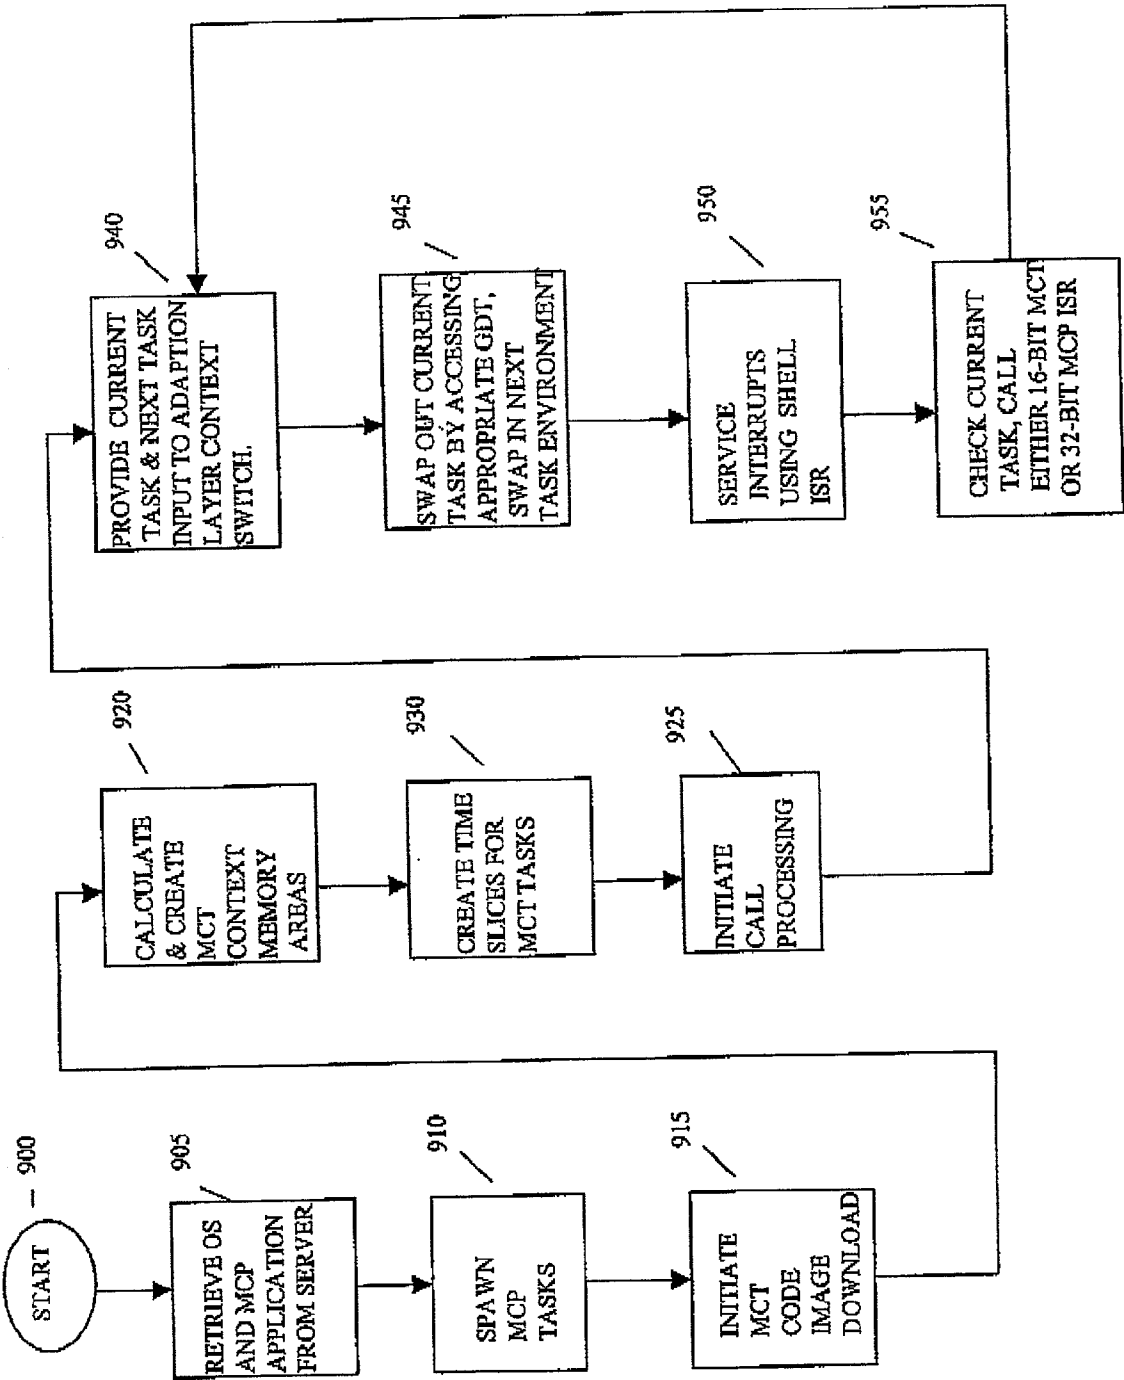 START
900
905
RETRIEVE OS
AND MCP
APPLICATION
FROM SERVER
910
SPAWN
MCP
TASKS
915
INITIATE
MCT
CODE
IMAGE
DOWNLOAD
920
CALCULATE
& CREATE
MCT
CONTEXT
MEMORY
AREAS
930
CREATE TIME
SLICES FOR
MCT TASKS
925
INITIATE
CALL
PROCESSING
940
PROVIDE CURRENT
TASK & NEXT TASK
INPUT TO ADAPTION
LAYER CONTEXT
SWITCH.
945
SWAP OUT CURRENT
TASK BY ACCESSING
APPROPRIATE GDT,
SWAP IN NEXT
TASK ENVIRONMENT
950
SERVICE
INTERRUPTS
USING SHELL
ISR
955
CHECK CURRENT
TASK, CALL
EITHER 16-BIT MCT
OR 32-BIT MCP ISR